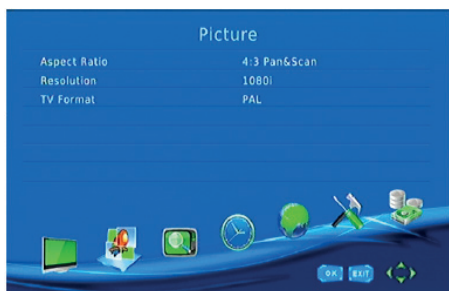 Picture
Aspect Ratio 4:3 Pan&Scan
Resolution 1080i
TV Format PAL
OK EXIT